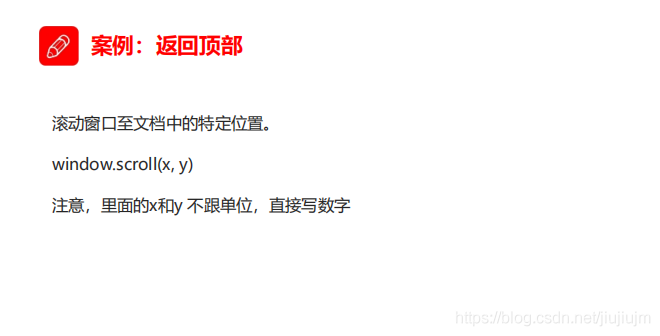 案例：返回顶部
滚动窗口至文档中的特定位置。
window.scroll(x, y)
注意，里面的x和y 不跟单位，直接写数字
https://blog.csdn.net/jiujiujm